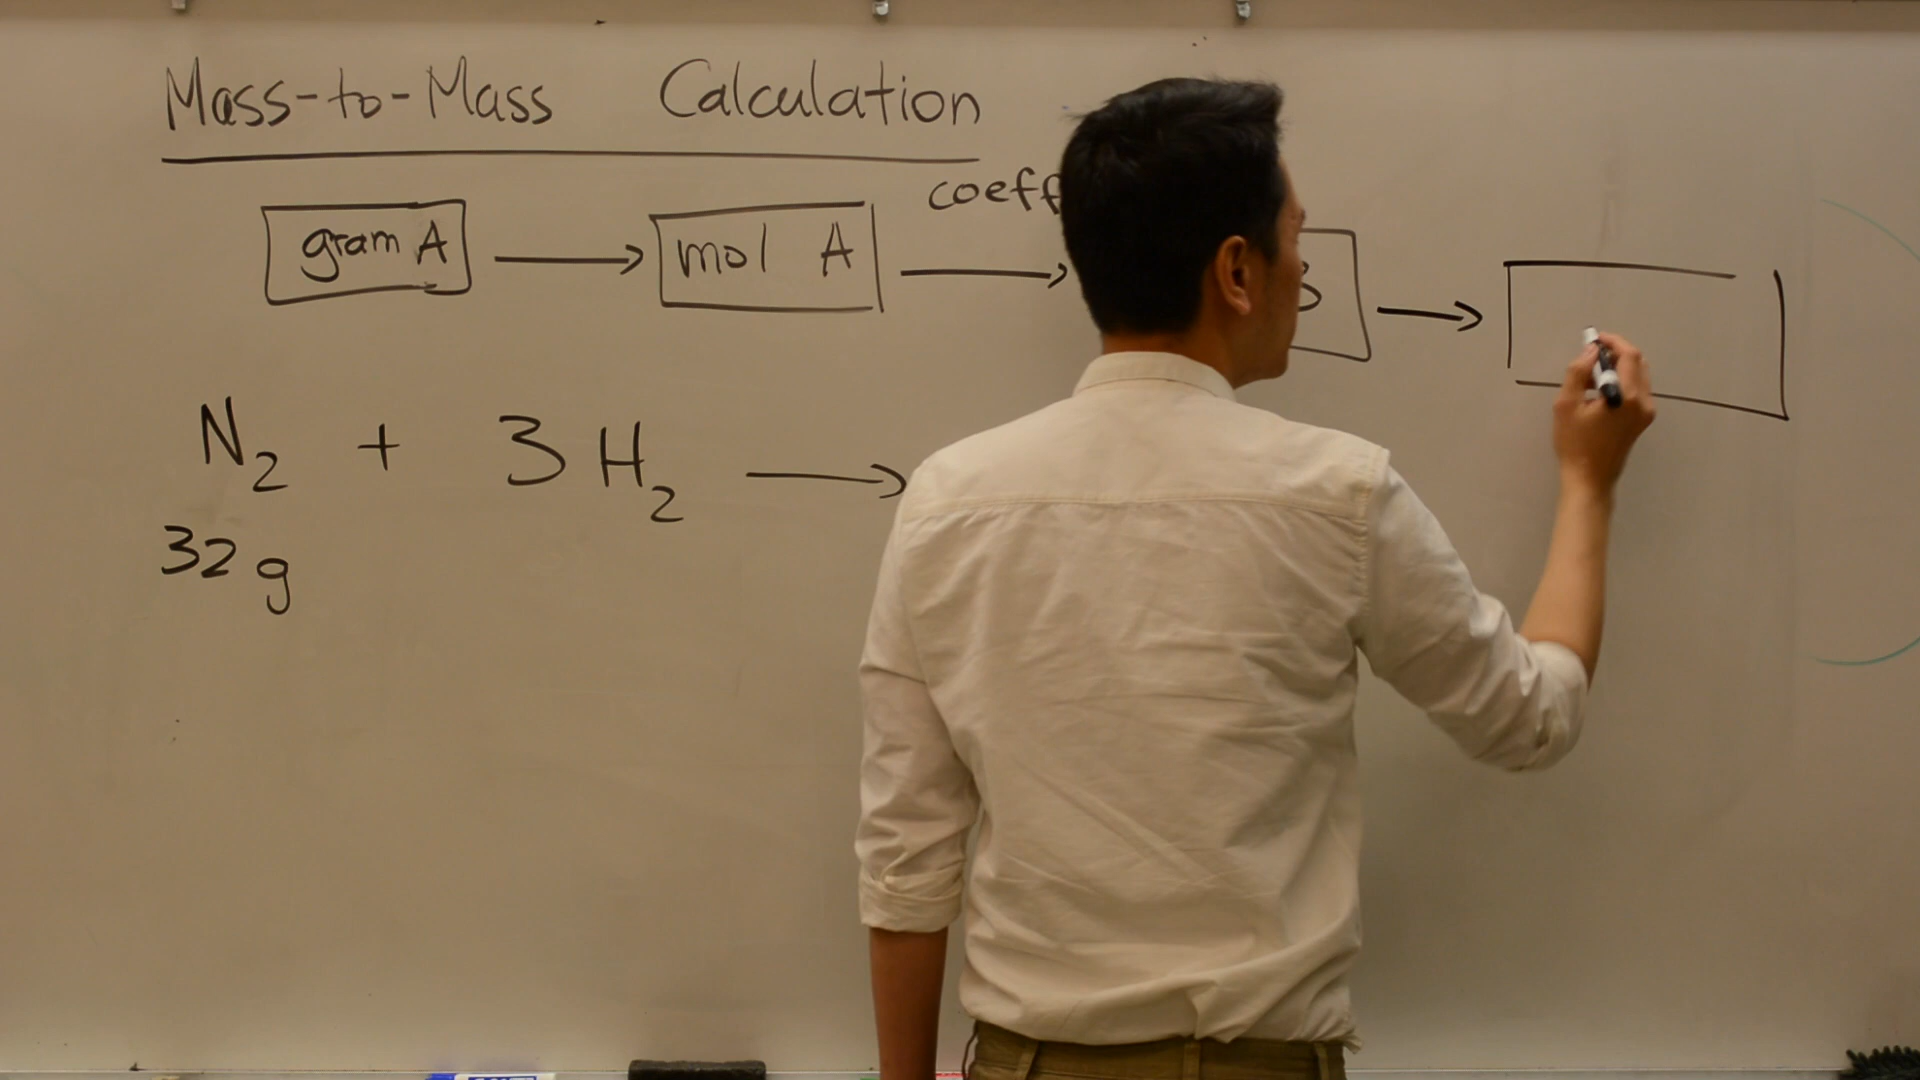 Mass-to-Mass Calculation
coeff
gram A → mol A → B →
N₂ + 3 H₂ →
32 g